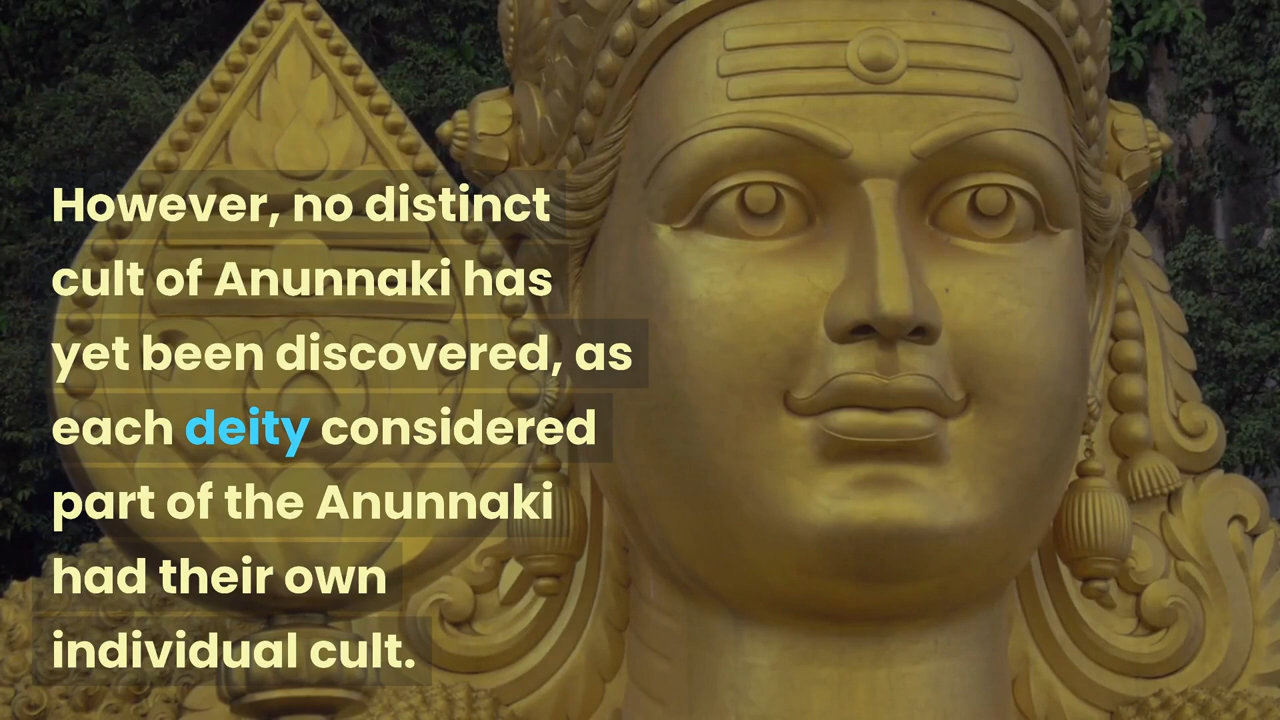 However, no distinct
cult of Anunnaki has
yet been discovered, as
each deity considered
part of the Anunnaki
had their own
individual cult.